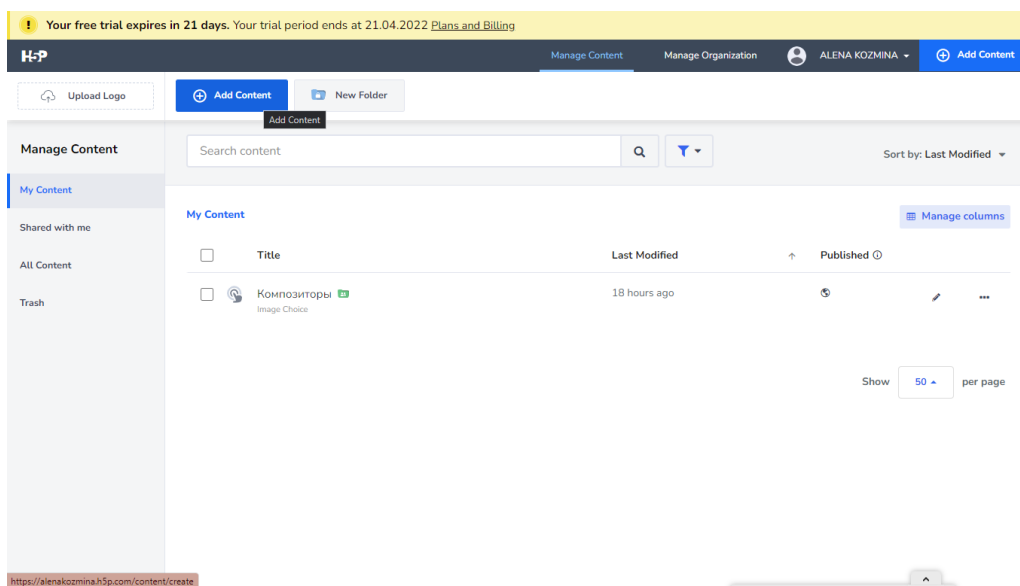 ! Your free trial expires in 21 days. Your trial period ends at 21.04.2022 Plans and Billing
H5P Manage Content Manage Organization ALENA KOZMINA Add Content
Upload Logo Add Content New Folder
Add Content
Manage Content Search content Sort by: Last Modified
My Content
Shared with me
All Content
Trash
My Content Manage columns
Title Last Modified Published
Композиторы 18 hours ago
Image Choice
Show 50 per page
https://alenakozmina.h5p.com/content/create